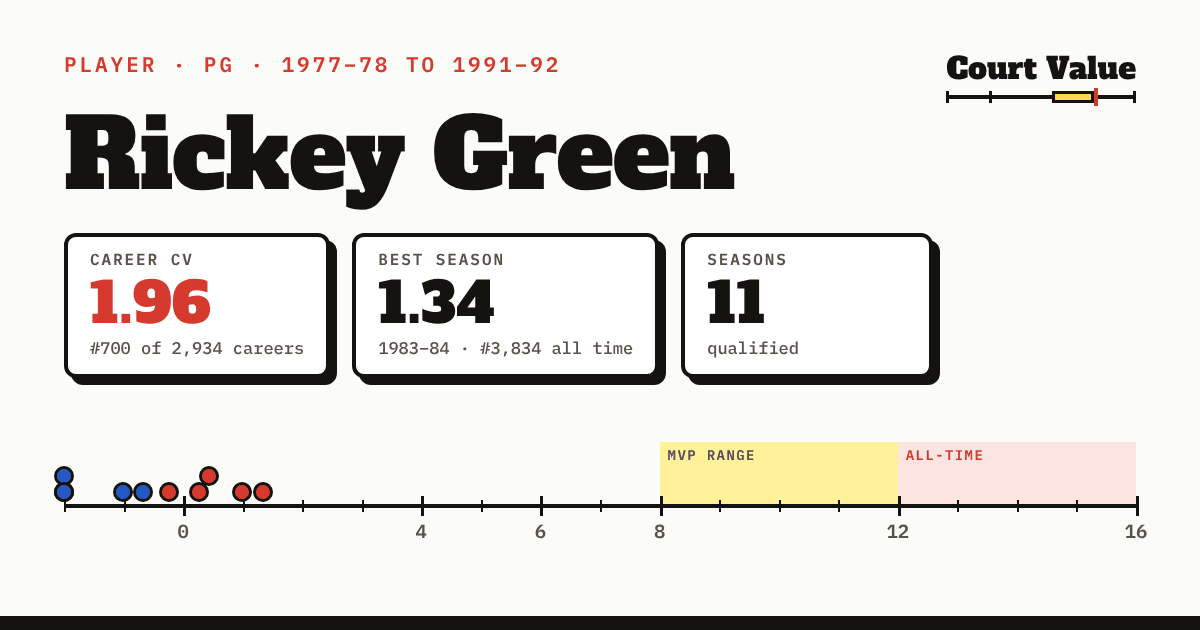 PLAYER · PG · 1977–78 TO 1991–92
Court Value
Rickey Green
CAREER CV
1.96
#700 of 2,934 careers
BEST SEASON
1.34
1983–84 · #3,834 all time
SEASONS
11
qualified
MVP RANGE
ALL-TIME
0 4 6 8 12 16